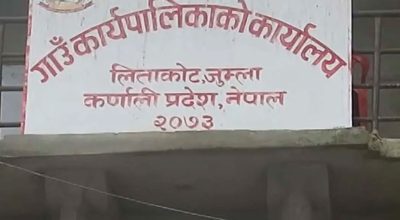 गाउँ कार्यपालिकाको कार्यालय
लिताकोट,जुम्ला
कर्णाली प्रदेश, नेपाल
२०७३